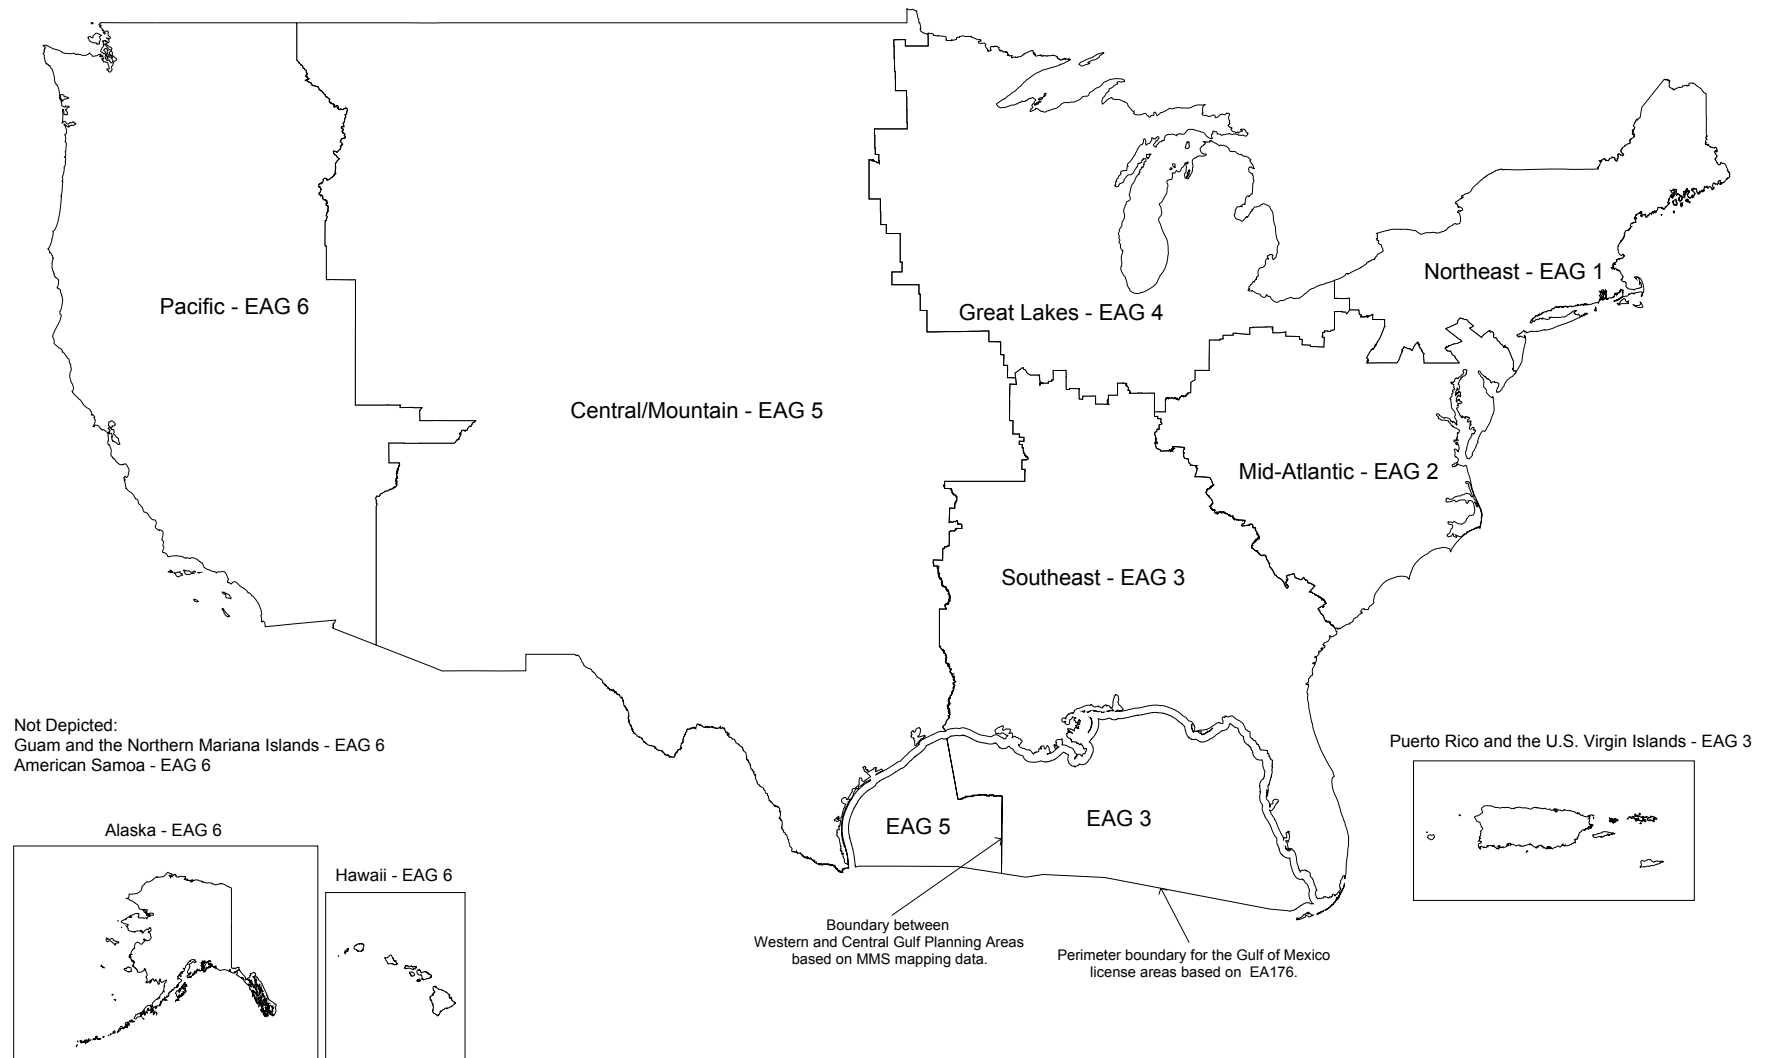 Northeast - EAG 1
Pacific - EAG 6
Great Lakes - EAG 4
Central/Mountain - EAG 5
Mid-Atlantic - EAG 2
Southeast - EAG 3
Not Depicted:
Guam and the Northern Mariana Islands - EAG 6
American Samoa - EAG 6
Puerto Rico and the U.S. Virgin Islands - EAG 3
EAG 5
EAG 3
Alaska - EAG 6
Hawaii - EAG 6
Boundary between
Western and Central Gulf Planning Areas
based on MMS mapping data.
Perimeter boundary for the Gulf of Mexico
license areas based on EA176.